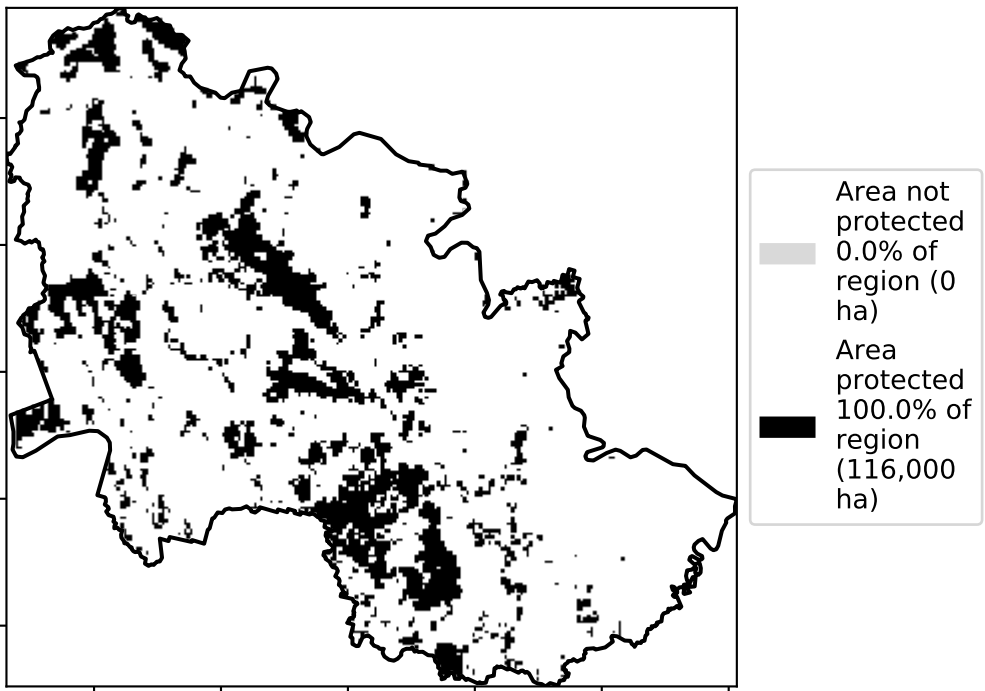 Area not
protected
0.0% of
region (0
ha)
Area
protected
100.0% of
region
(116,000
ha)